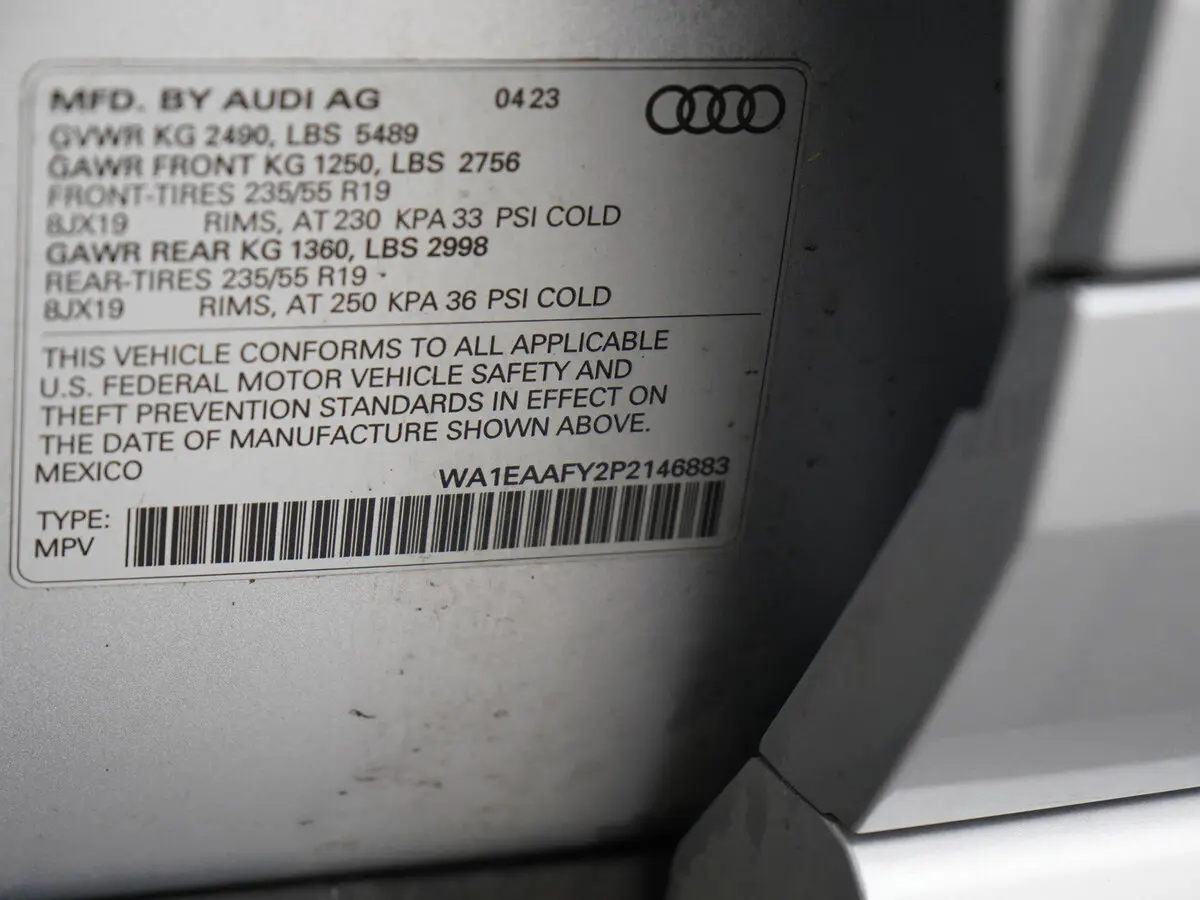 MFD. BY AUDI AG 04 23
GVWR KG 2490, LBS 5489
GAWR FRONT KG 1250, LBS 2756
FRONT-TIRES 235/55 R19
8JX19 RIMS, AT 230 KPA 33 PSI COLD
GAWR REAR KG 1360, LBS 2998
REAR-TIRES 235/55 R19
8JX19 RIMS, AT 250 KPA 36 PSI COLD
THIS VEHICLE CONFORMS TO ALL APPLICABLE
U.S. FEDERAL MOTOR VEHICLE SAFETY AND
THEFT PREVENTION STANDARDS IN EFFECT ON
THE DATE OF MANUFACTURE SHOWN ABOVE.
MEXICO WA1EAAFY2P2146883
TYPE:
MPV